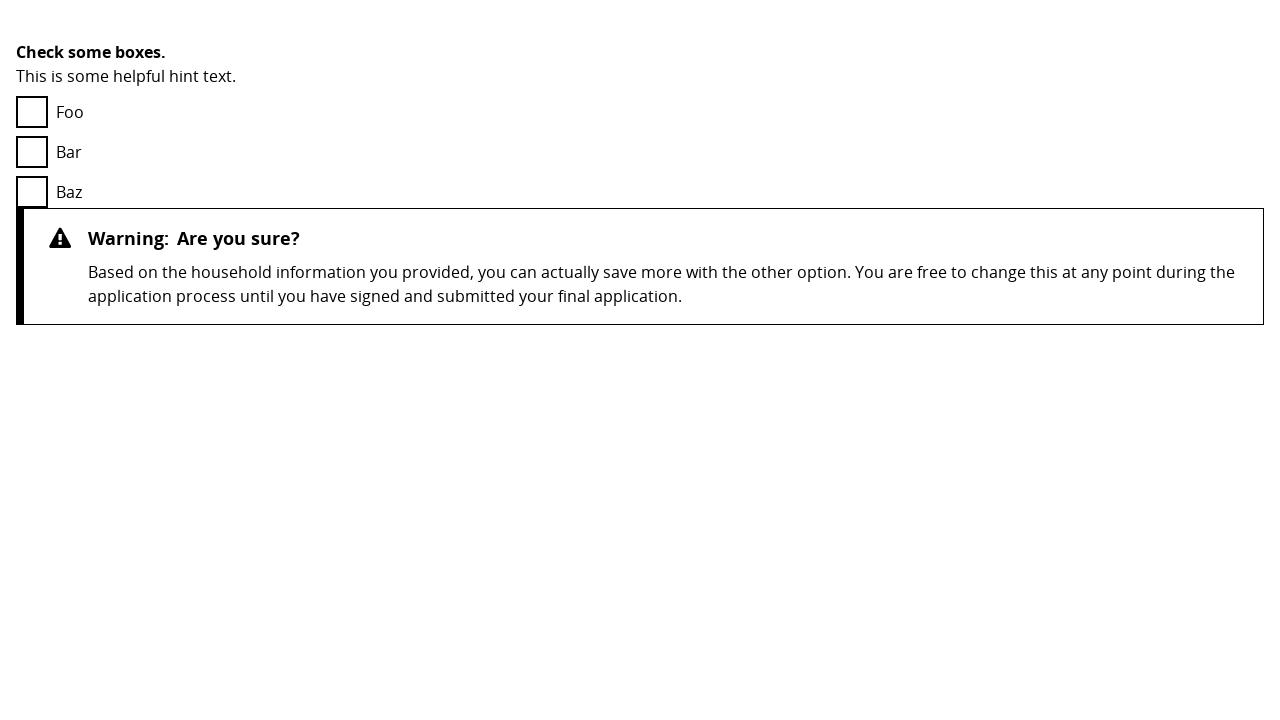 Check some boxes.
This is some helpful hint text.
Foo
Bar
Baz
Warning: Are you sure?
Based on the household information you provided, you can actually save more with the other option. You are free to change this at any point during the
application process until you have signed and submitted your final application.